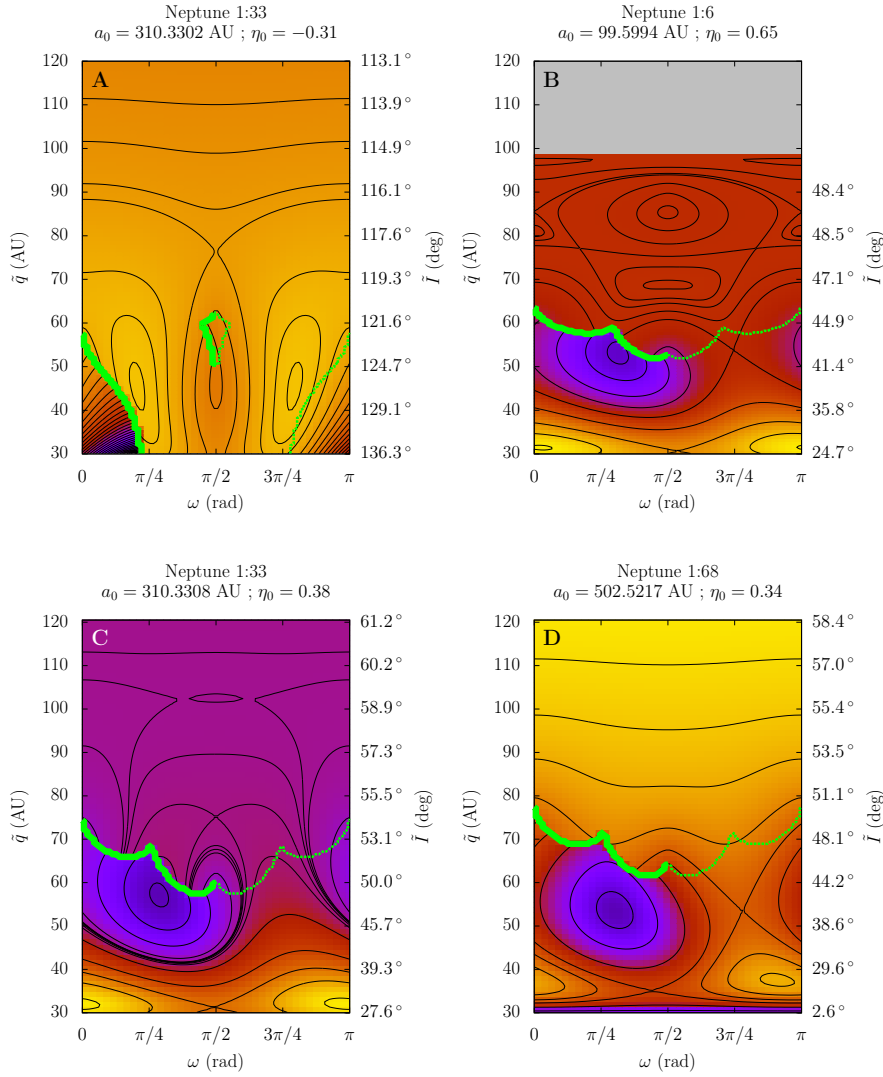 Neptune 1:33
a₀ = 310.3302 AU ; η₀ = −0.31
A
120
110
100
90
80
70
60
50
40
30
q̃ (AU)
113.1°
113.9°
114.9°
116.1°
117.6°
119.3°
121.6°
124.7°
129.1°
136.3°
Ĩ (deg)
0 π/4 π/2 3π/4 π
ω (rad)
Neptune 1:6
a₀ = 99.5994 AU ; η₀ = 0.65
B
120
110
100
90
80
70
60
50
40
30
q̃ (AU)
48.4°
48.5°
47.1°
44.9°
41.4°
35.8°
24.7°
Ĩ (deg)
0 π/4 π/2 3π/4 π
ω (rad)
Neptune 1:33
a₀ = 310.3308 AU ; η₀ = 0.38
C
120
110
100
90
80
70
60
50
40
30
q̃ (AU)
61.2°
60.2°
58.9°
57.3°
55.5°
53.1°
50.0°
45.7°
39.3°
27.6°
Ĩ (deg)
0 π/4 π/2 3π/4 π
ω (rad)
Neptune 1:68
a₀ = 502.5217 AU ; η₀ = 0.34
D
120
110
100
90
80
70
60
50
40
30
q̃ (AU)
58.4°
57.0°
55.4°
53.5°
51.1°
48.1°
44.2°
38.6°
29.6°
2.6°
Ĩ (deg)
0 π/4 π/2 3π/4 π
ω (rad)